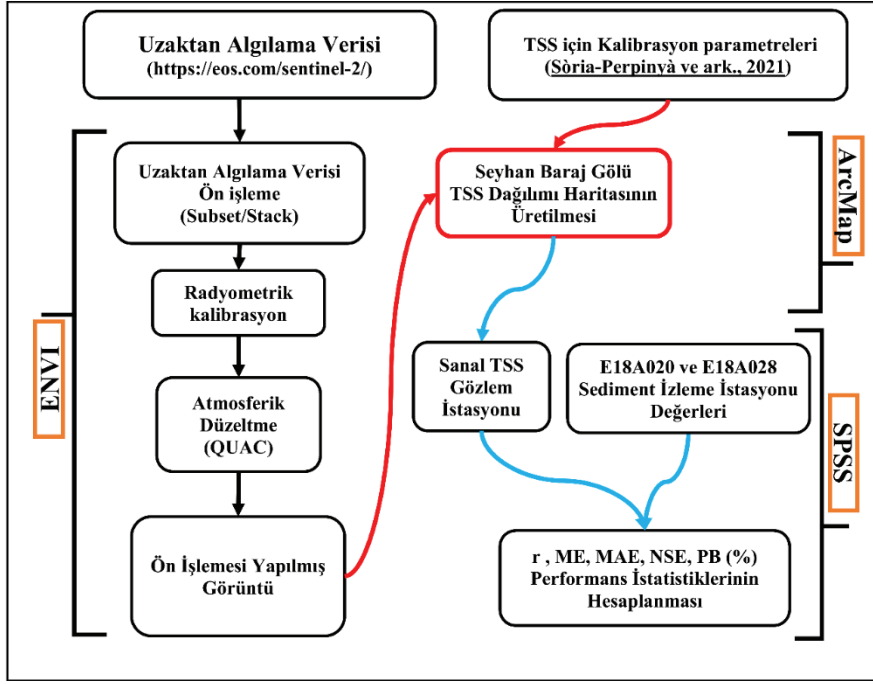 Uzaktan Algılama Verisi
(https://eos.com/sentinel-2/)
TSS için Kalibrasyon parametreleri
(Sòria-Perpinyà ve ark., 2021)
ENVI
Uzaktan Algılama Verisi
Ön işleme
(Subset/Stack)
Radyometrik
kalibrasyon
Atmosferik
Düzeltme
(QUAC)
Ön İşlemesi Yapılmış
Görüntü
Seyhan Baraj Gölü
TSS Dağılımı Haritasının
Üretilmesi
ArcMap
Sanal TSS
Gözlem
İstasyonu
E18A020 ve E18A028
Sediment İzleme İstasyonu
Değerleri
SPSS
r , ME, MAE, NSE, PB (%)
Performans İstatistiklerinin
Hesaplanması